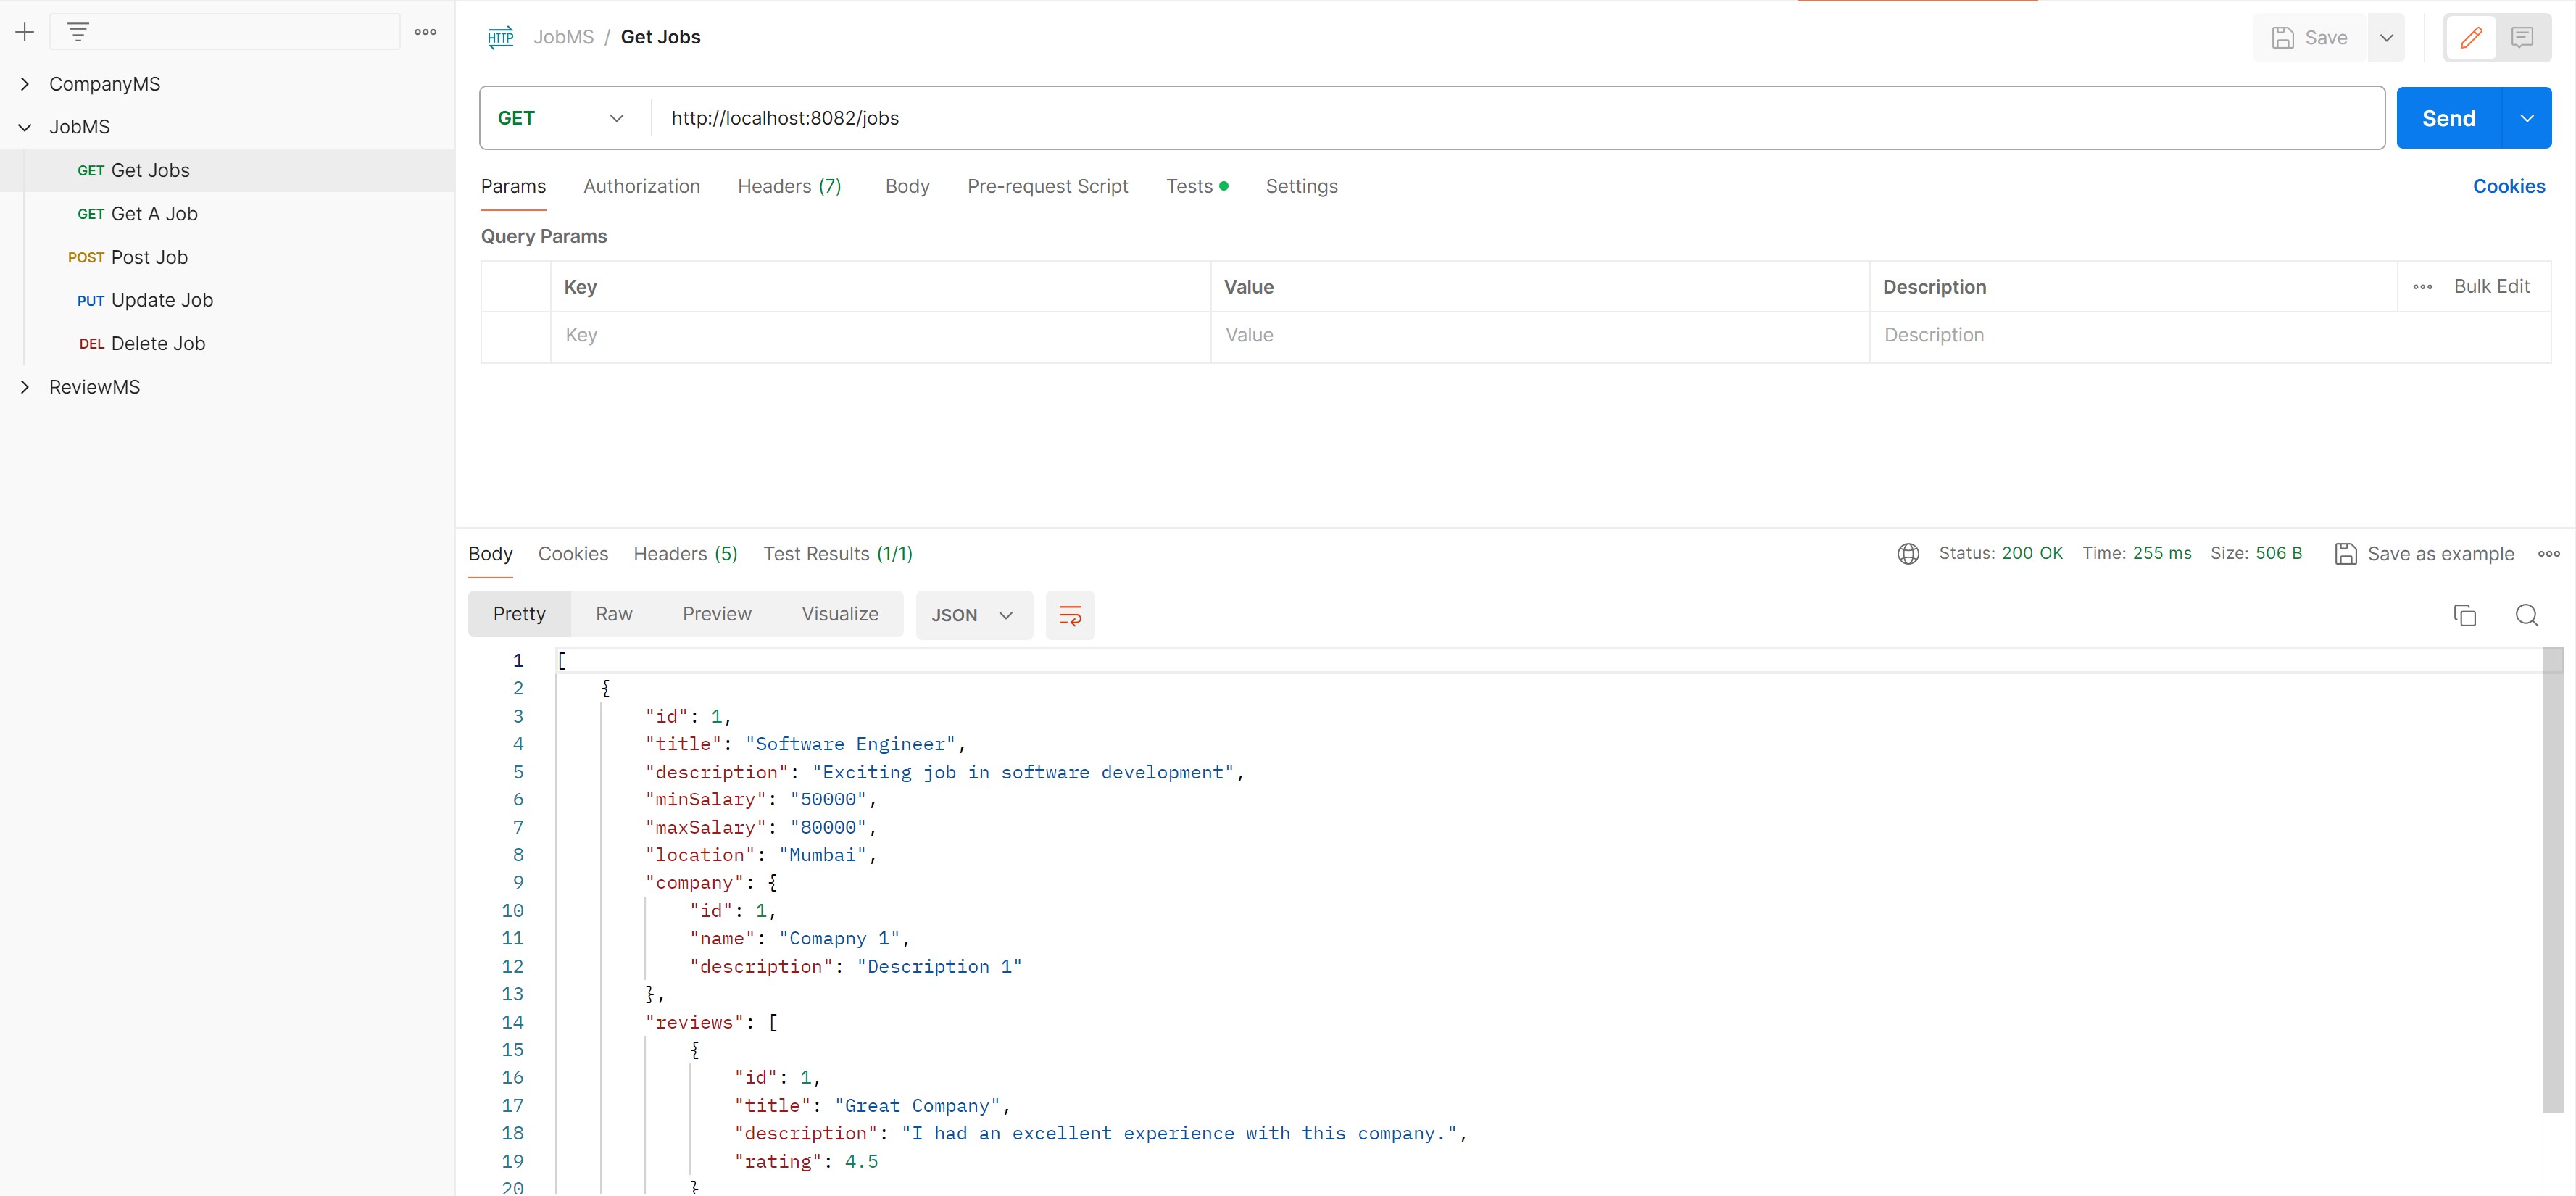 CompanyMS
JobMS
GET Get Jobs
GET Get A Job
POST Post Job
PUT Update Job
DEL Delete Job
ReviewMS
HTTP JobMS / Get Jobs
Save
GET http://localhost:8082/jobs
Send
Params Authorization Headers (7) Body Pre-request Script Tests Settings Cookies
Query Params
Key Value Description Bulk Edit
Key Value Description
Body Cookies Headers (5) Test Results (1/1) Status: 200 OK Time: 255 ms Size: 506 B Save as example
Pretty Raw Preview Visualize JSON
1 [
2 {
3 "id": 1,
4 "title": "Software Engineer",
5 "description": "Exciting job in software development",
6 "minSalary": "50000",
7 "maxSalary": "80000",
8 "location": "Mumbai",
9 "company": {
10 "id": 1,
11 "name": "Comapny 1",
12 "description": "Description 1"
13 },
14 "reviews": [
15 {
16 "id": 1,
17 "title": "Great Company",
18 "description": "I had an excellent experience with this company.",
19 "rating": 4.5
20 }